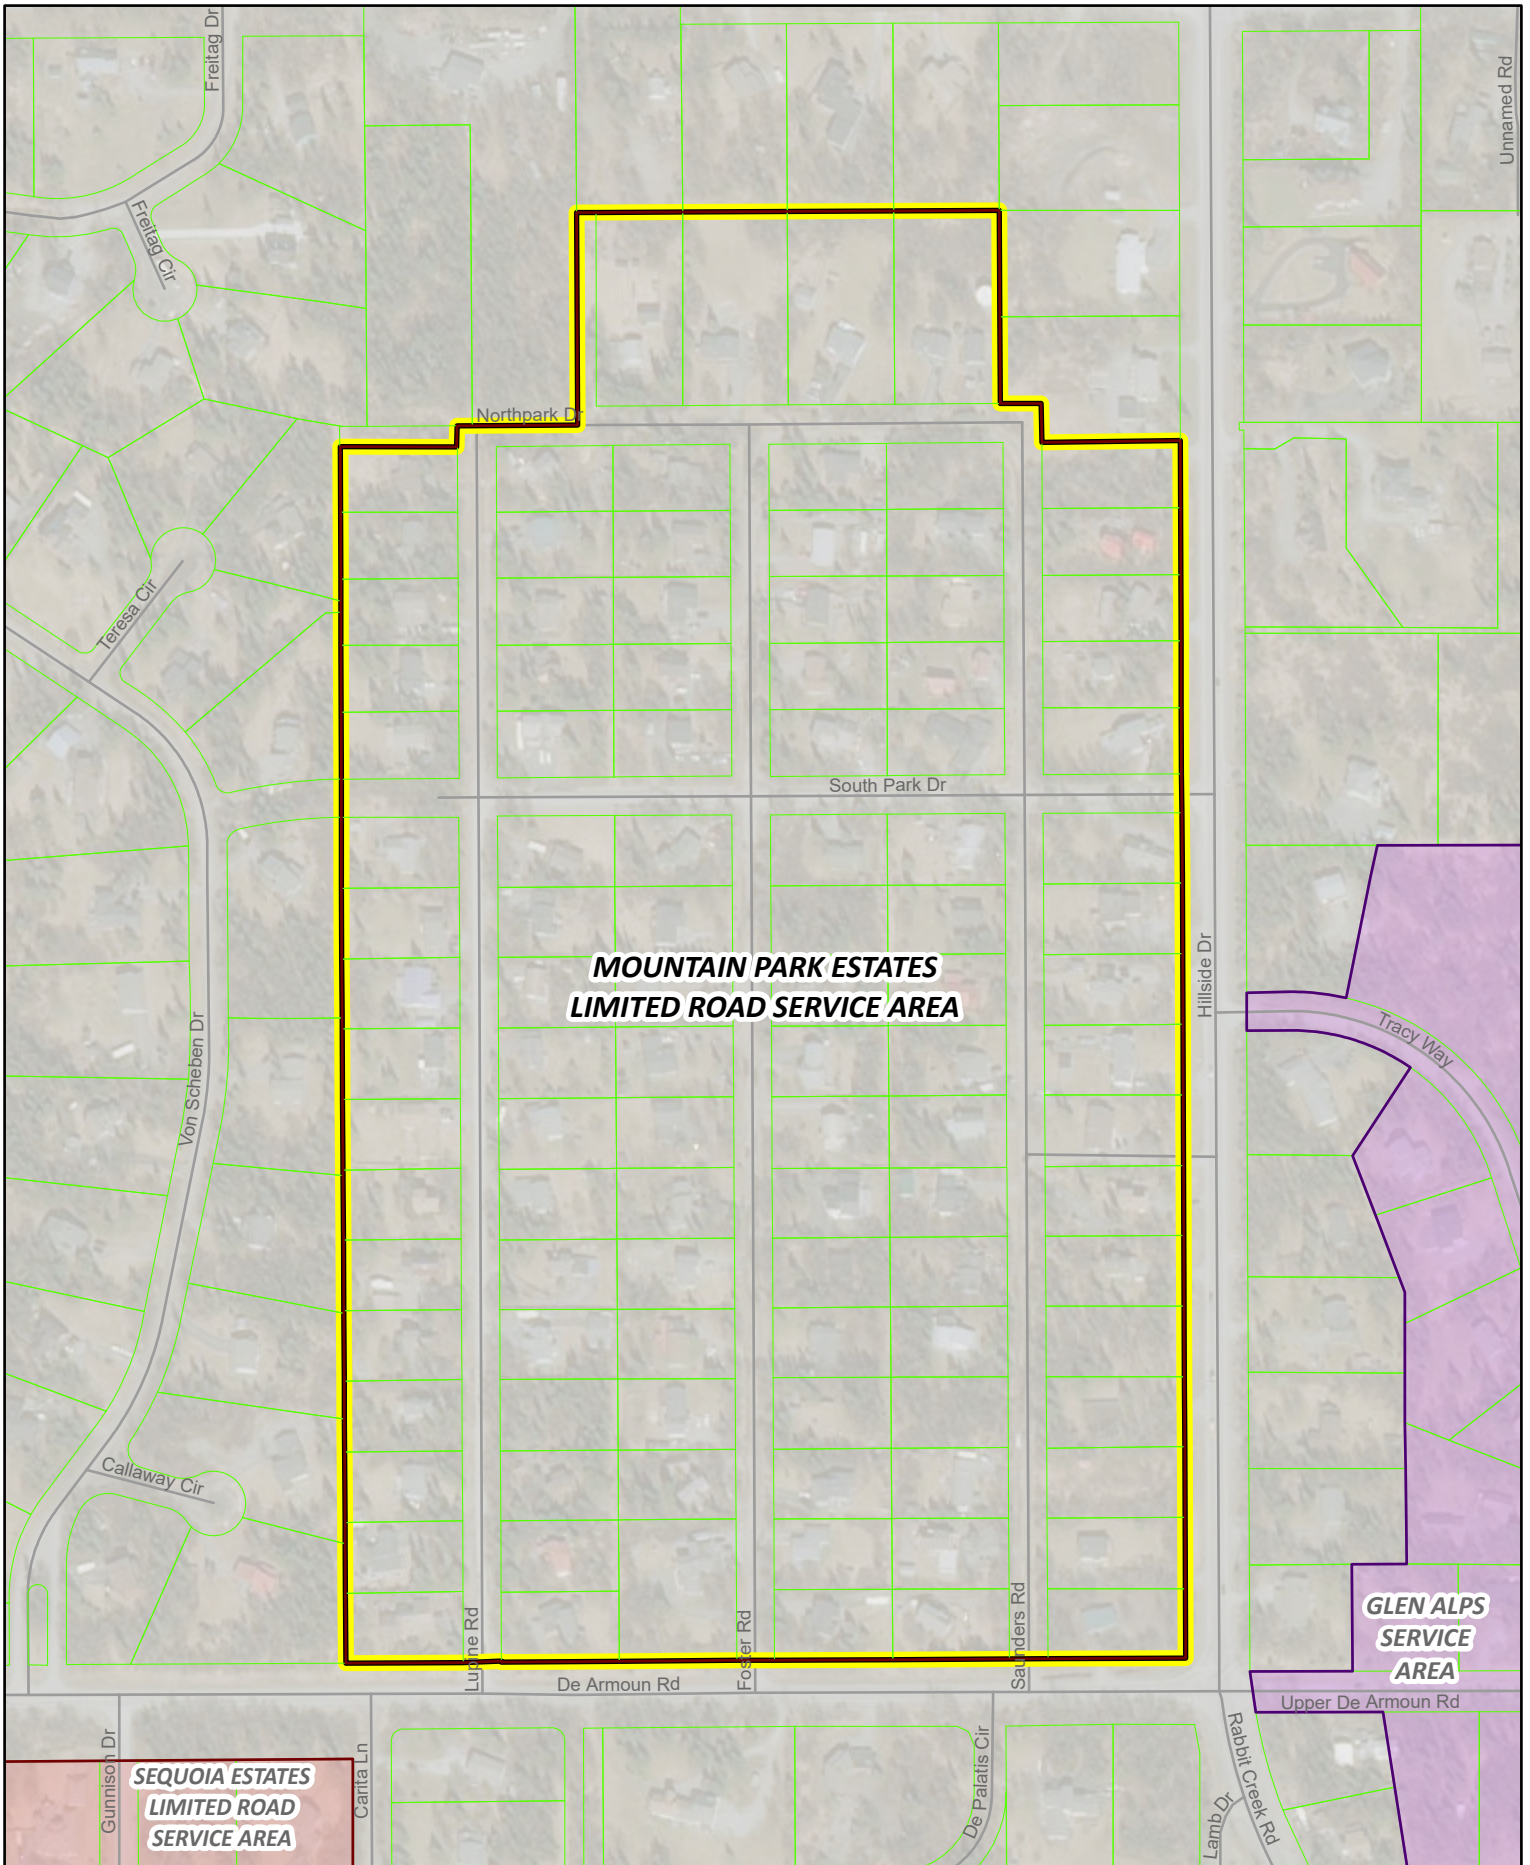 Freitag Dr
Unnamed Rd
Freitag Cir
Northpark Dr
Teresa Cir
South Park Dr
MOUNTAIN PARK ESTATES
LIMITED ROAD SERVICE AREA
Hillside Dr
Tracy Way
Von Scheben Dr
Callaway Cir
Lupine Rd
Foster Rd
Saunders Rd
GLEN ALPS
SERVICE
AREA
De Armoun Rd
Upper De Armoun Rd
Gunnison Dr
Carita Ln
De Palatis Cir
Rabbit Creek Rd
Lamb Dr
SEQUOIA ESTATES
LIMITED ROAD
SERVICE AREA